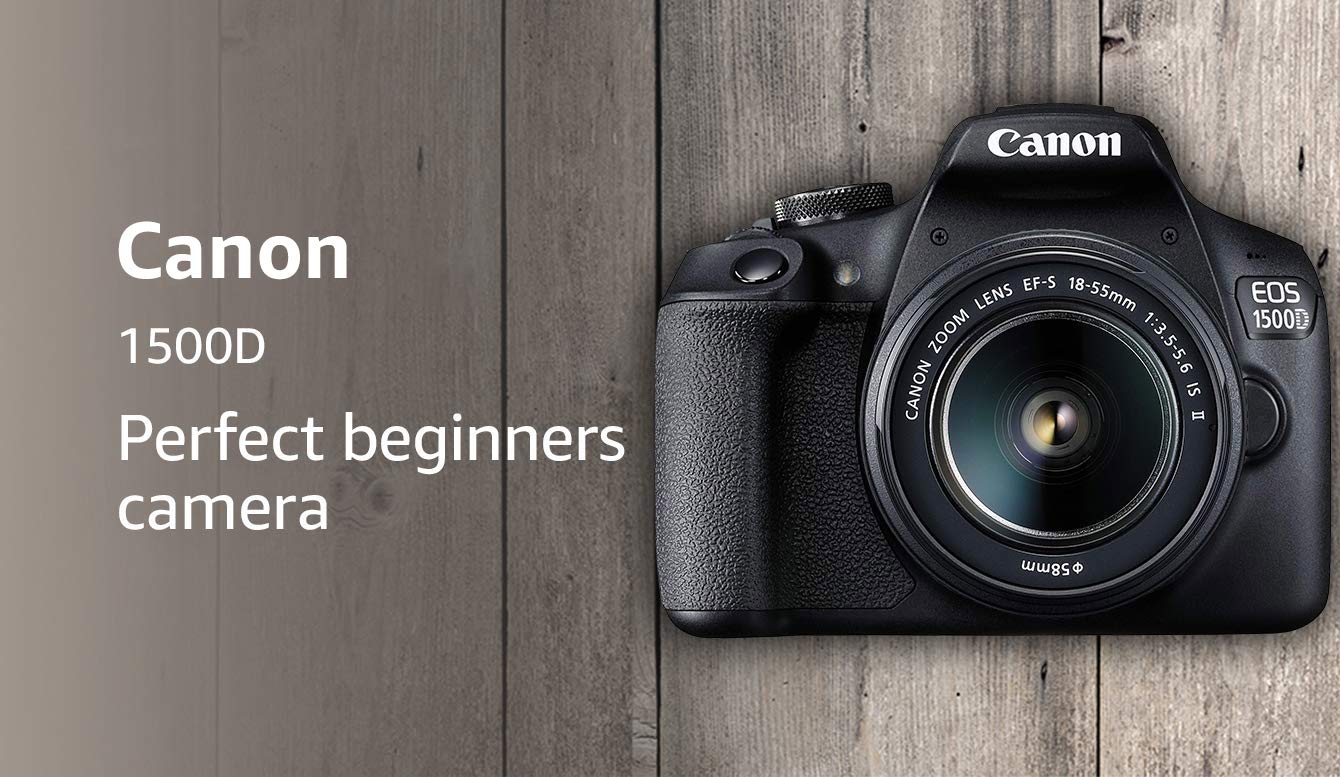 Canon
1500D
Perfect beginners
camera
Canon
EOS
1500D
CANON ZOOM LENS EF-S 18-55mm 1:3.5-5.6 IS II
Φ58mm